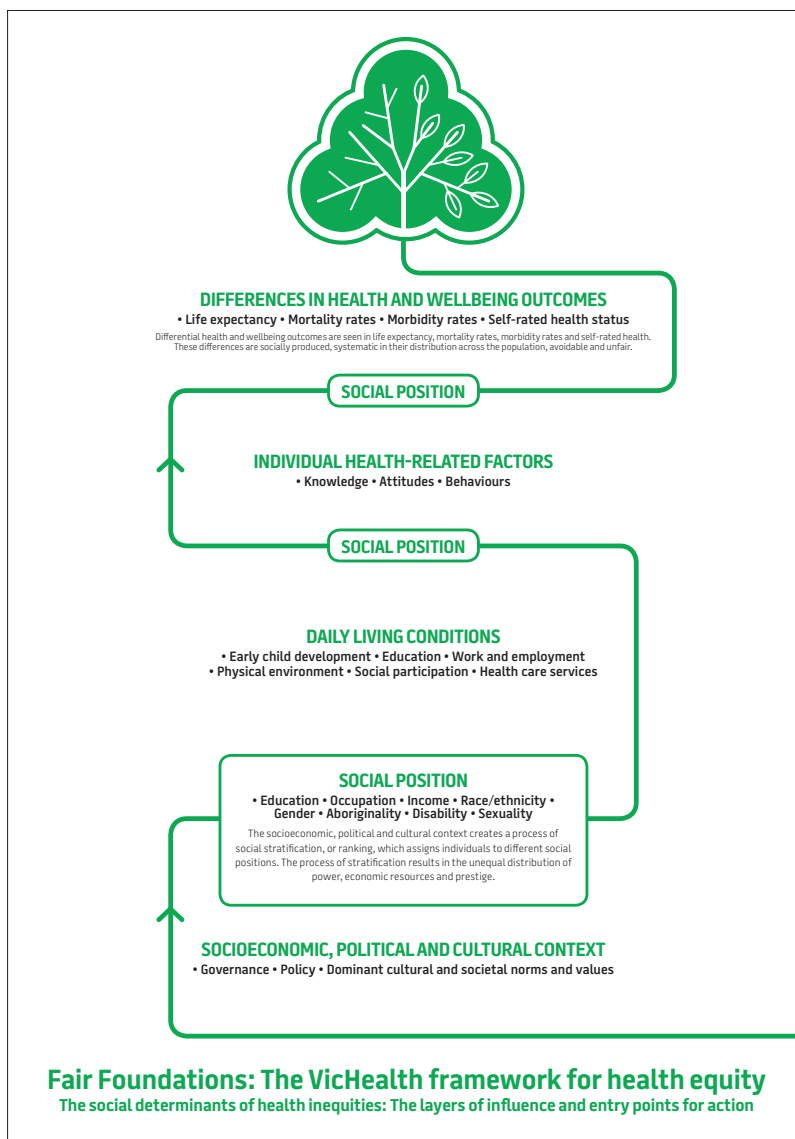 DIFFERENCES IN HEALTH AND WELLBEING OUTCOMES
• Life expectancy • Mortality rates • Morbidity rates • Self-rated health status
Differential health and wellbeing outcomes are seen in life expectancy, mortality rates, morbidity rates and self-rated health.
These differences are socially produced, systematic in their distribution across the population, avoidable and unfair.
SOCIAL POSITION
INDIVIDUAL HEALTH-RELATED FACTORS
• Knowledge • Attitudes • Behaviours
SOCIAL POSITION
DAILY LIVING CONDITIONS
• Early child development • Education • Work and employment
• Physical environment • Social participation • Health care services
SOCIAL POSITION
• Education • Occupation • Income • Race/ethnicity •
Gender • Aboriginality • Disability • Sexuality
The socioeconomic, political and cultural context creates a process of
social stratification, or ranking, which assigns individuals to different social
positions. The process of stratification results in the unequal distribution of
power, economic resources and prestige.
SOCIOECONOMIC, POLITICAL AND CULTURAL CONTEXT
• Governance • Policy • Dominant cultural and societal norms and values
Fair Foundations: The VicHealth framework for health equity
The social determinants of health inequities: The layers of influence and entry points for action